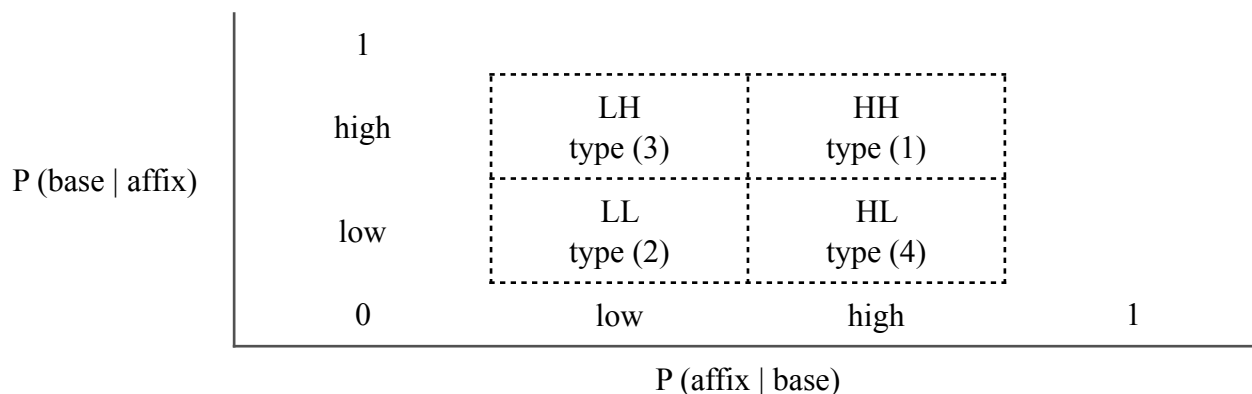 1
LH
HH
high
type (3)
type (1)
P (base | affix)
LL
HL
low
type (2)
type (4)
0
low
high
1
P (affix | base)